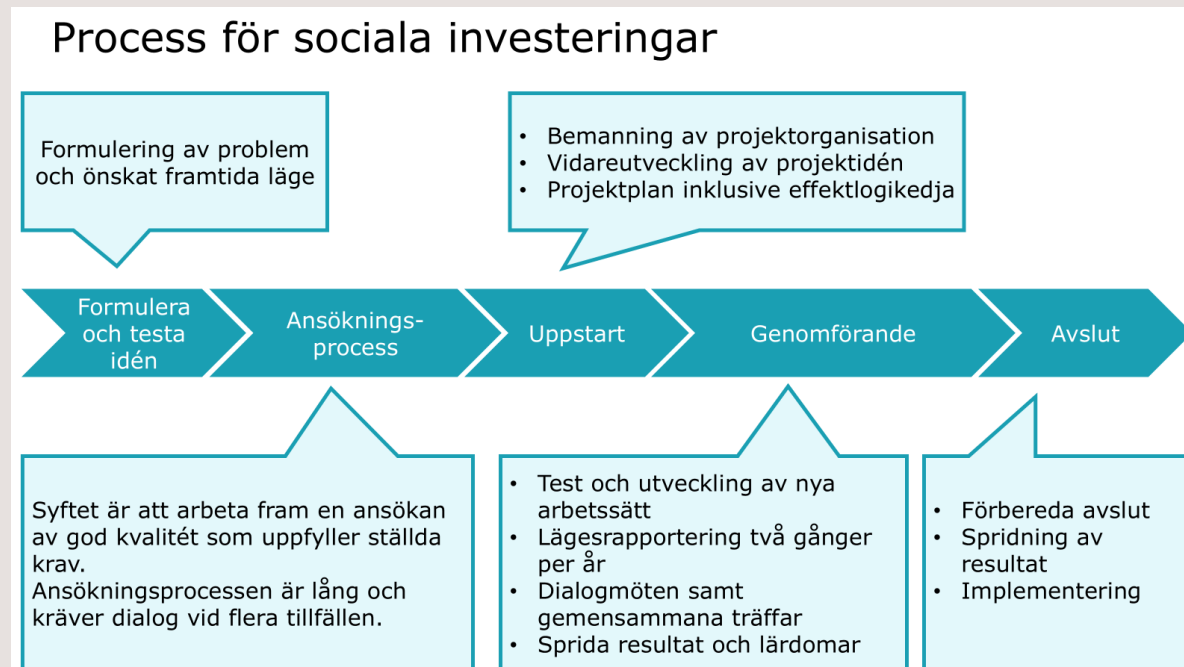 Process för sociala investeringar
Formulering av problem
och önskat framtida läge
• Bemanning av projektorganisation
• Vidareutveckling av projektidén
• Projektplan inklusive effektlogikedja
Formulera
och testa
idén
Ansöknings-
process
Uppstart
Genomförande
Avslut
Syftet är att arbeta fram en ansökan
av god kvalitét som uppfyller ställda
krav.
Ansökningsprocessen är lång och
kräver dialog vid flera tillfällen.
• Test och utveckling av nya
arbetssätt
• Lägesrapportering två gånger
per år
• Dialogmöten samt
gemensammana träffar
• Sprida resultat och lärdomar
• Förbereda avslut
• Spridning av
resultat
• Implementering